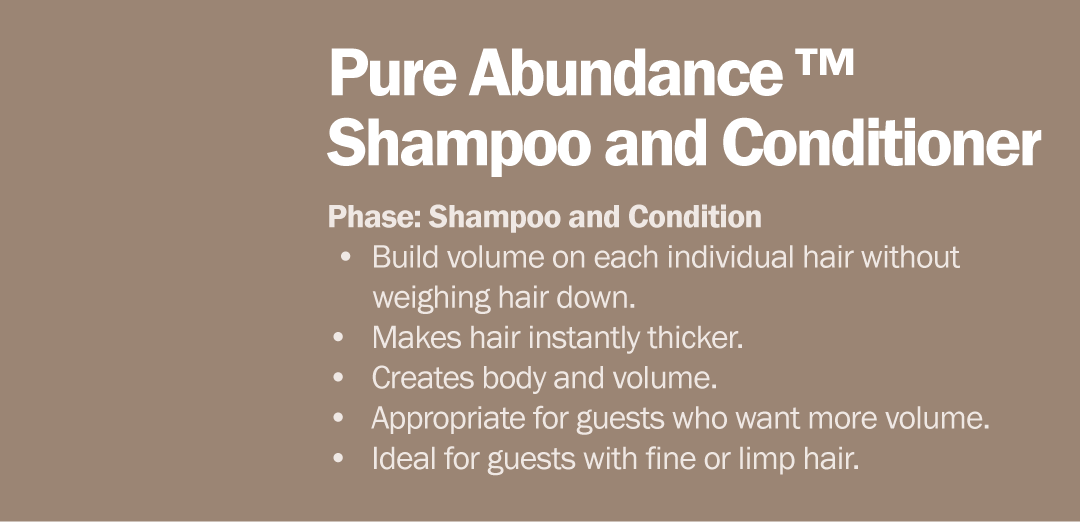 Pure Abundance ™
Shampoo and Conditioner
Phase: Shampoo and Condition
• Build volume on each individual hair without
weighing hair down.
• Makes hair instantly thicker.
• Creates body and volume.
• Appropriate for guests who want more volume.
• Ideal for guests with fine or limp hair.